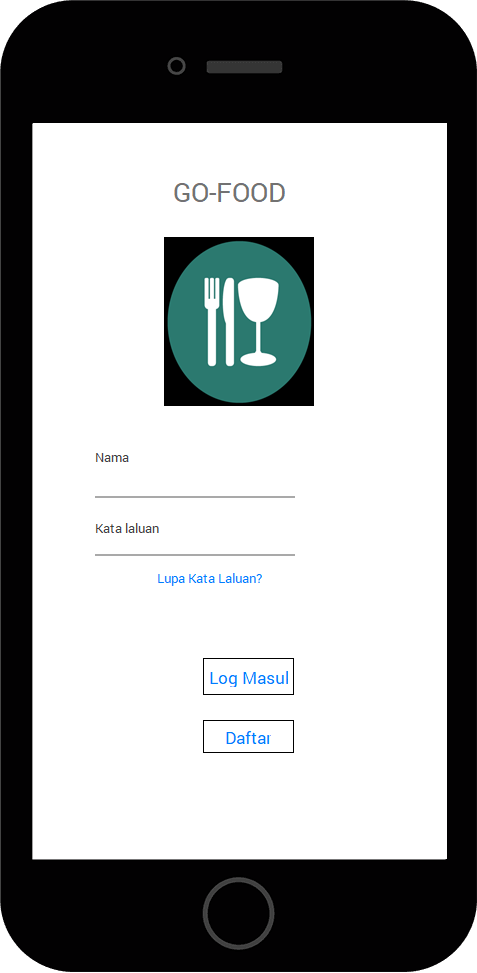 GO-FOOD
Nama
Kata laluan
Lupa Kata Laluan?
Log Masul
Daftar